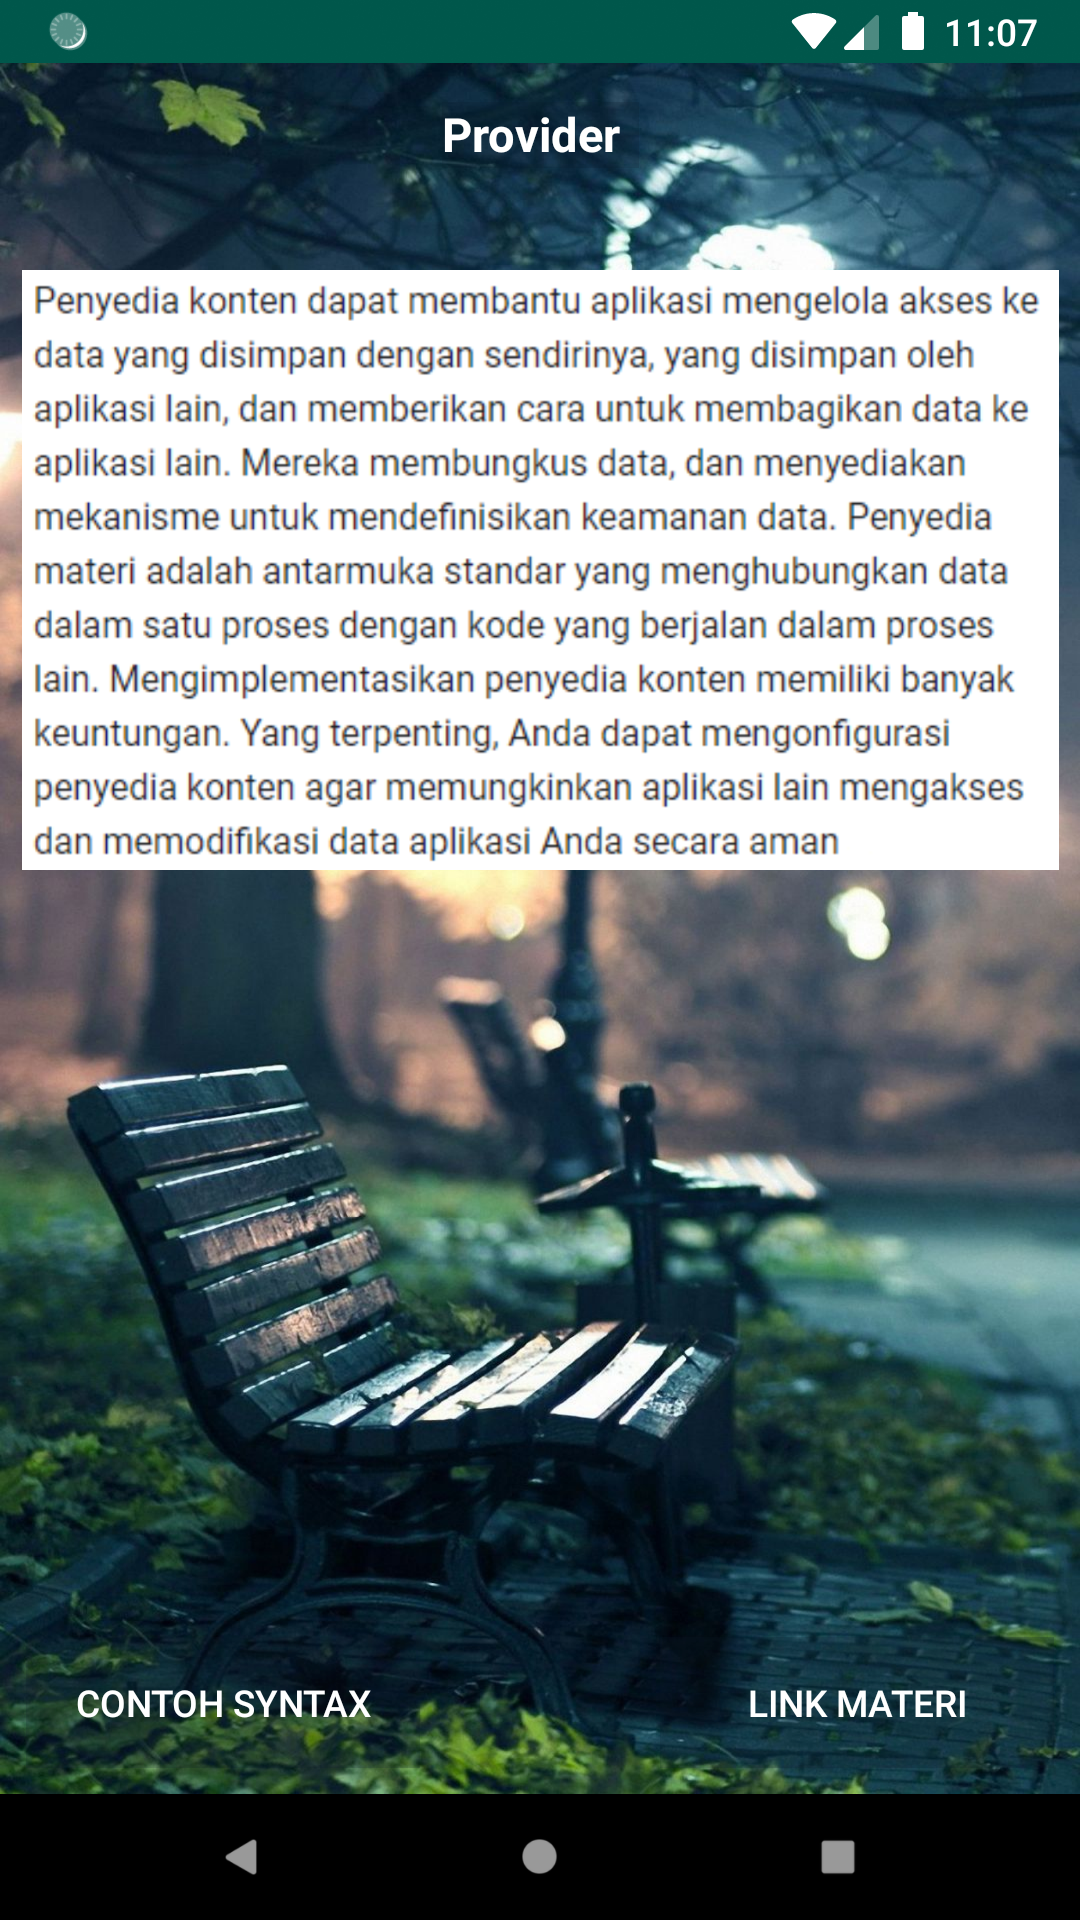 11:07
Provider
Penyedia konten dapat membantu aplikasi mengelola akses ke
data yang disimpan dengan sendirinya, yang disimpan oleh
aplikasi lain, dan memberikan cara untuk membagikan data ke
aplikasi lain. Mereka membungkus data, dan menyediakan
mekanisme untuk mendefinisikan keamanan data. Penyedia
materi adalah antarmuka standar yang menghubungkan data
dalam satu proses dengan kode yang berjalan dalam proses
lain. Mengimplementasikan penyedia konten memiliki banyak
keuntungan. Yang terpenting, Anda dapat mengonfigurasi
penyedia konten agar memungkinkan aplikasi lain mengakses
dan memodifikasi data aplikasi Anda secara aman
CONTOH SYNTAX
LINK MATERI